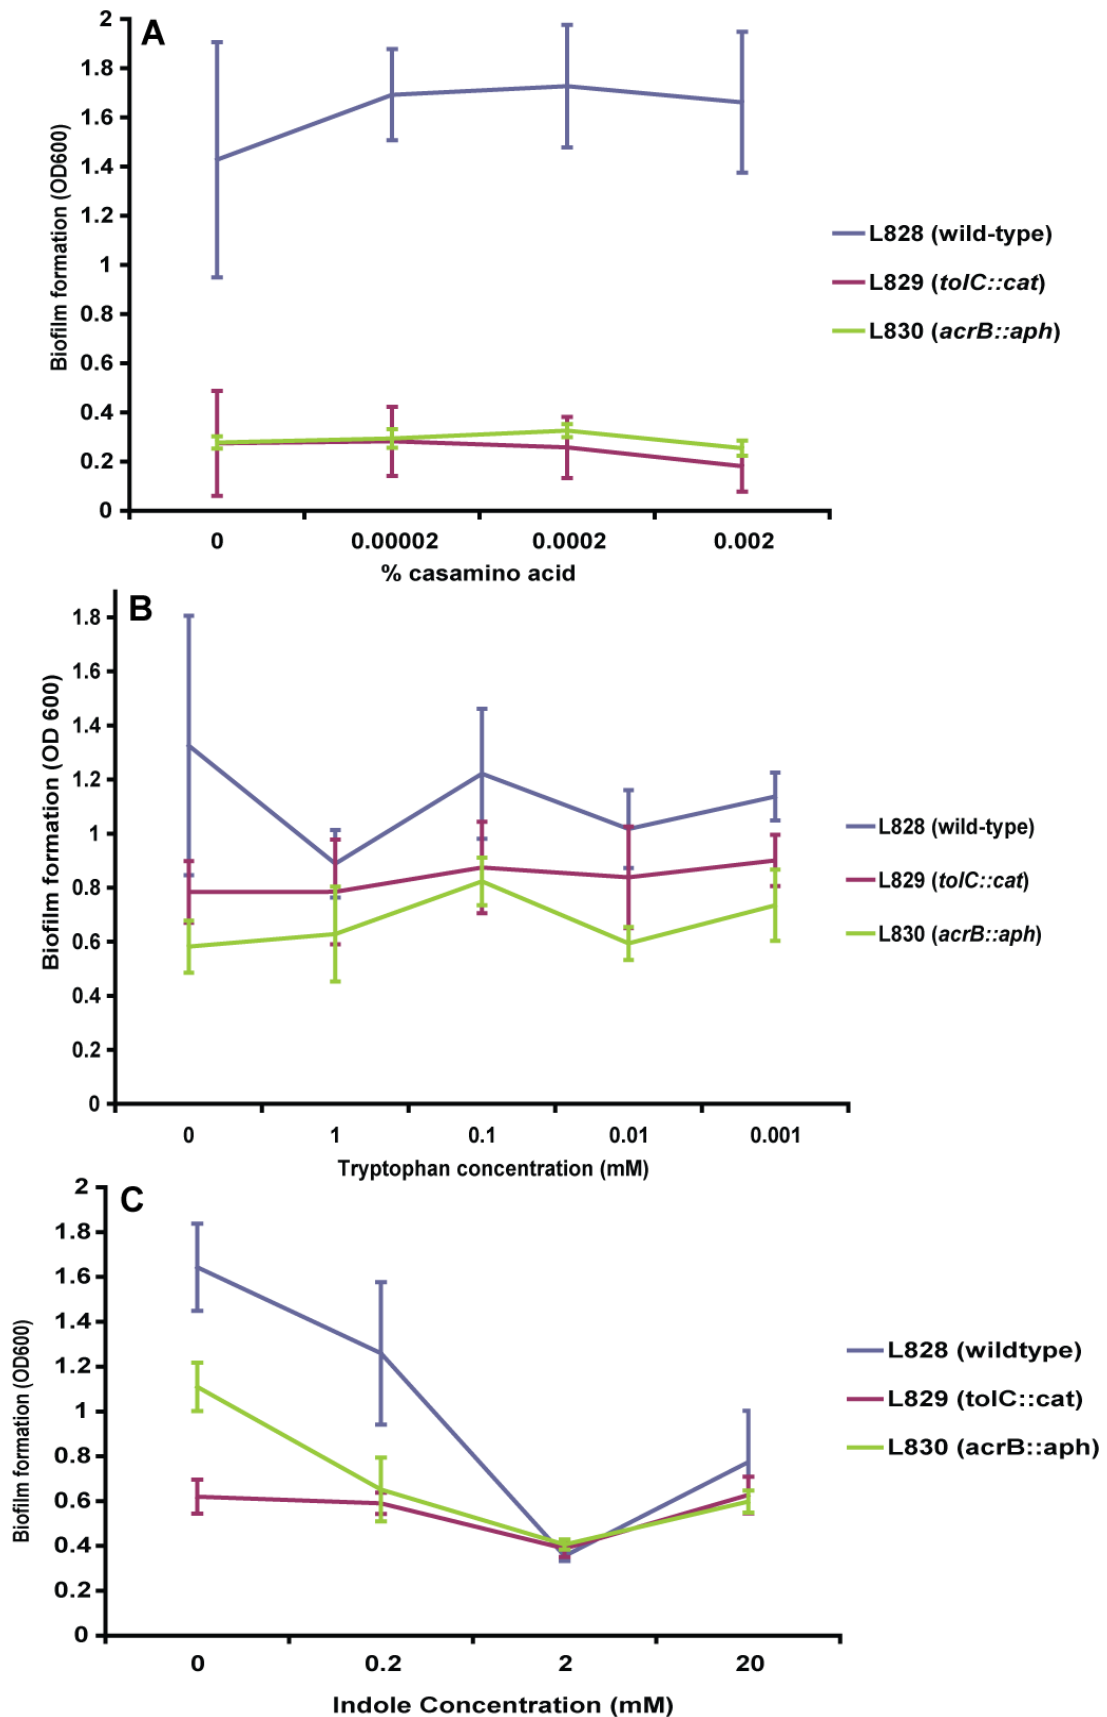 A
2
1.8
1.6
1.4
1.2
1
0.8
0.6
0.4
0.2
0
Biofilm formation (OD600)
0 0.00002 0.0002 0.002
% casamino acid
L828 (wild-type)
L829 (tolC::cat)
L830 (acrB::aph)
B
1.8
1.6
1.4
1.2
1
0.8
0.6
0.4
0.2
0
Biofilm formation (OD 600)
0 1 0.1 0.01 0.001
Tryptophan concentration (mM)
L828 (wild-type)
L829 (tolC::cat)
L830 (acrB::aph)
C
2
1.8
1.6
1.4
1.2
1
0.8
0.6
0.4
0.2
0
Biofilm formation (OD600)
0 0.2 2 20
Indole Concentration (mM)
L828 (wildtype)
L829 (tolC::cat)
L830 (acrB::aph)